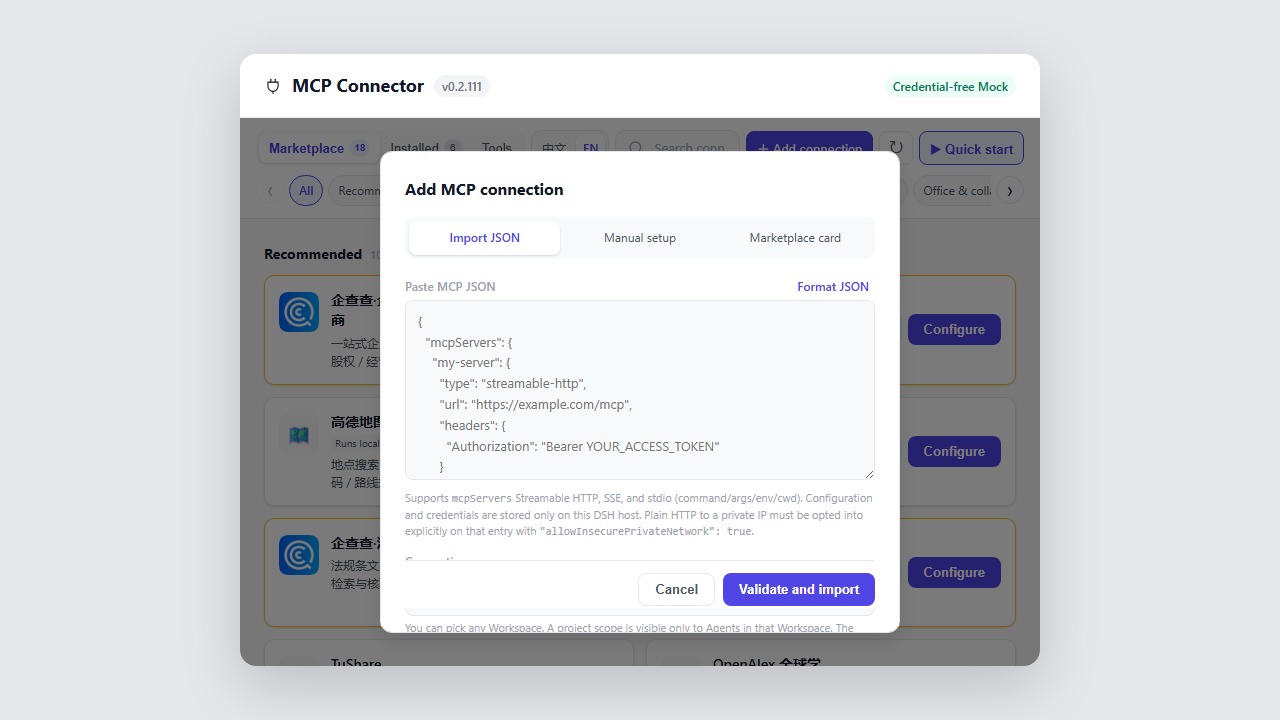 MCP Connector v0.2.111
Credential-free Mock
Marketplace 18 Installed 6 Tools 中文 EN Search conn + Add connection ↻ ▶ Quick start
‹ All Recomm Office & colla ›
Add MCP connection
Import JSON Manual setup Marketplace card
Recommended 10
Paste MCP JSON Format JSON
{
"mcpServers": {
"my-server": {
"type": "streamable-http",
"url": "https://example.com/mcp",
"headers": {
"Authorization": "Bearer YOUR_ACCESS_TOKEN"
}
Supports mcpServers Streamable HTTP, SSE, and stdio (command/args/env/cwd). Configuration
and credentials are stored only on this DSH host. Plain HTTP to a private IP must be opted into
explicitly on that entry with "allowInsecurePrivateNetwork": true.
Cancel Validate and import
You can pick any Workspace. A project scope is visible only to Agents in that Workspace. The
企查查·
商
一站式企
股权 / 经
Configure
高德地图
Runs local
地点搜索
码 / 路线
Configure
企查查·
法规条文
检索与核
Configure
TuShare
OpenAlex 全球学